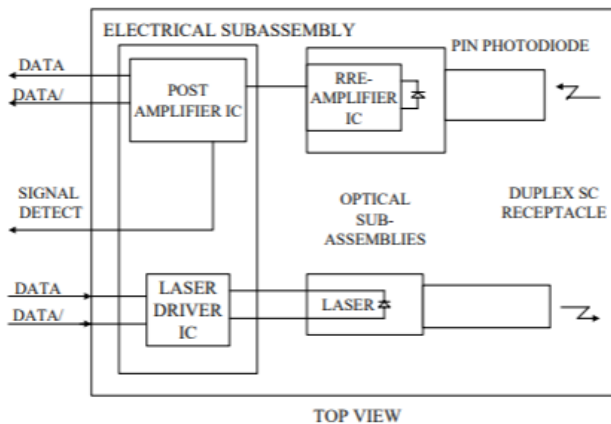 ELECTRICAL SUBASSEMBLY
PIN PHOTODIODE
DATA
DATA/
POST
AMPLIFIER IC
RRE-
AMPLIFIER
IC
SIGNAL
DETECT
OPTICAL
SUB-
ASSEMBLIES
DUPLEX SC
RECEPTACLE
DATA
DATA/
LASER
DRIVER
IC
LASER
TOP VIEW